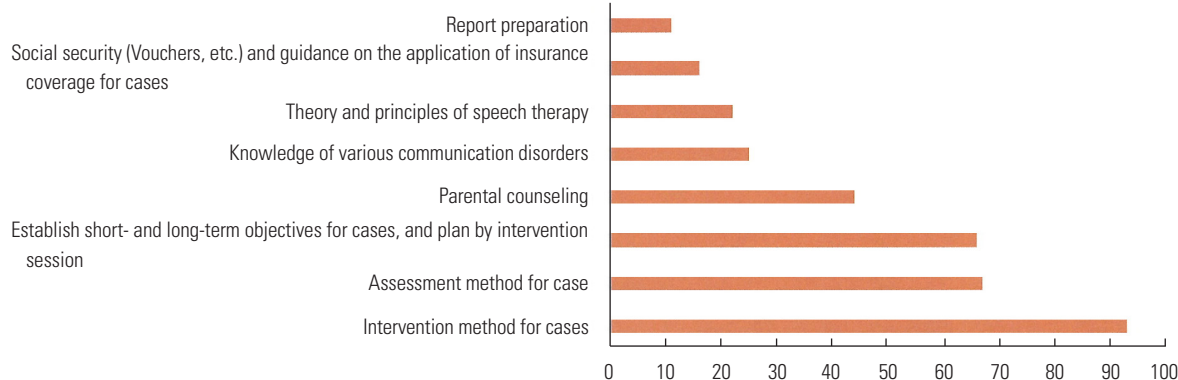 Report preparation
Social security (Vouchers, etc.) and guidance on the application of insurance
coverage for cases
Theory and principles of speech therapy
Knowledge of various communication disorders
Parental counseling
Establish short- and long-term objectives for cases, and plan by intervention
session
Assessment method for case
Intervention method for cases
0 10 20 30 40 50 60 70 80 90 100